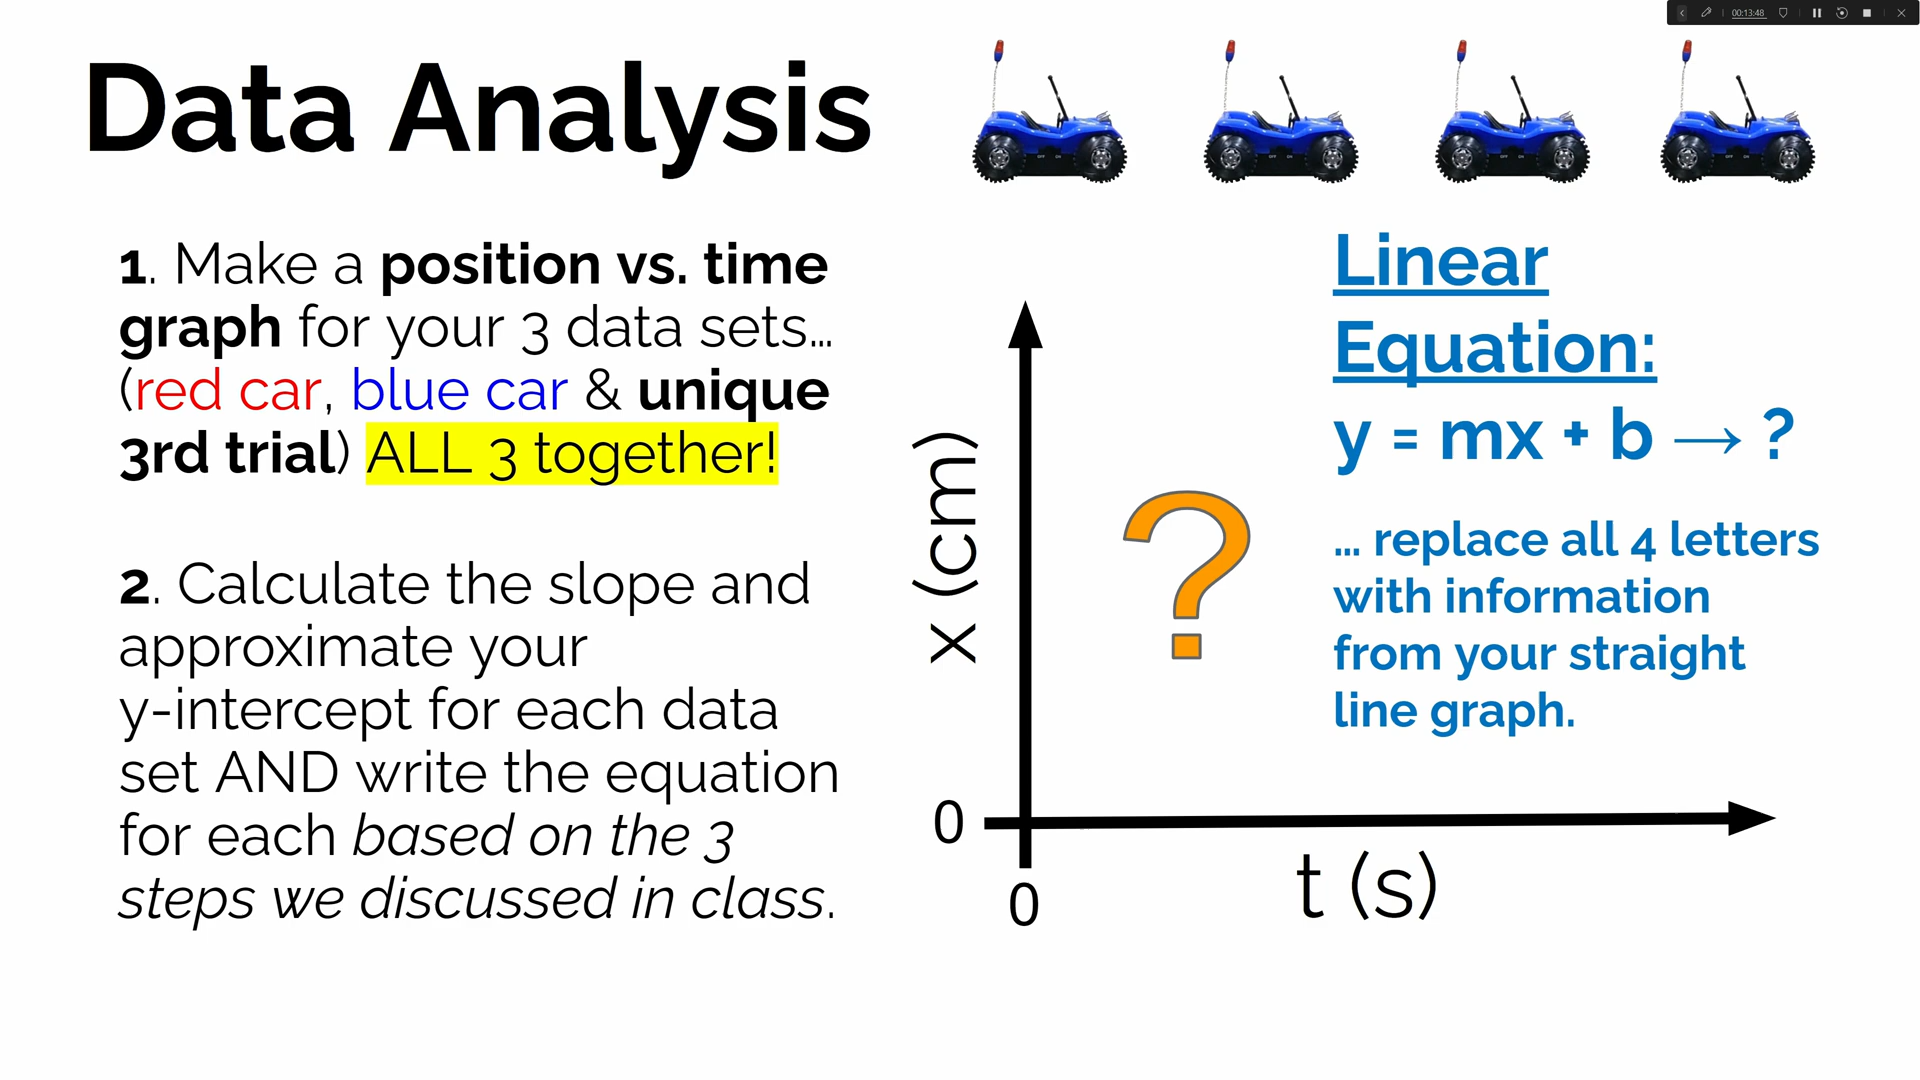 00:13:48
Data Analysis
1. Make a position vs. time
graph for your 3 data sets...
(red car, blue car & unique
3rd trial) ALL 3 together!
2. Calculate the slope and
approximate your
y-intercept for each data
set AND write the equation
for each based on the 3
steps we discussed in class.
x (cm)
?
0
0
t (s)
Linear
Equation:
y = mx + b → ?
... replace all 4 letters
with information
from your straight
line graph.